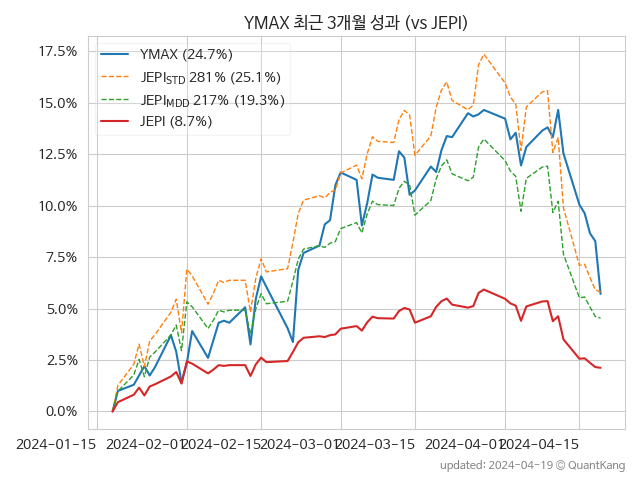 YMAX 최근 3개월 성과 (vs JEPI)
17.5%
15.0%
12.5%
10.0%
7.5%
5.0%
2.5%
0.0%
YMAX (24.7%)
JEPISTD 281% (25.1%)
JEPIMDD 217% (19.3%)
JEPI (8.7%)
2024-01-15
2024-02-01
2024-02-15
2024-03-01
2024-03-15
2024-04-01
2024-04-15
updated: 2024-04-19 @ QuantKang